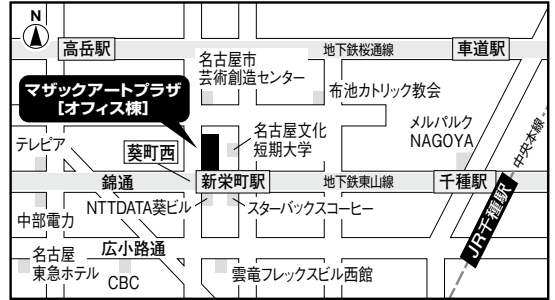 N
高岳駅
地下鉄桜通線
車道駅
名古屋市
芸術創造センター
マザックアートプラザ
[オフィス棟]
布池カトリック教会
メルパルク
NAGOYA
中央本線
名古屋文化
短期大学
テレピア
葵町西
錦通
新栄町駅
地下鉄東山線
千種駅
JR千種駅
NTTDATA葵ビル
スターバックスコーヒー
中部電力
広小路通
名古屋
東急ホテル
CBC
雲竜フレックスビル西館